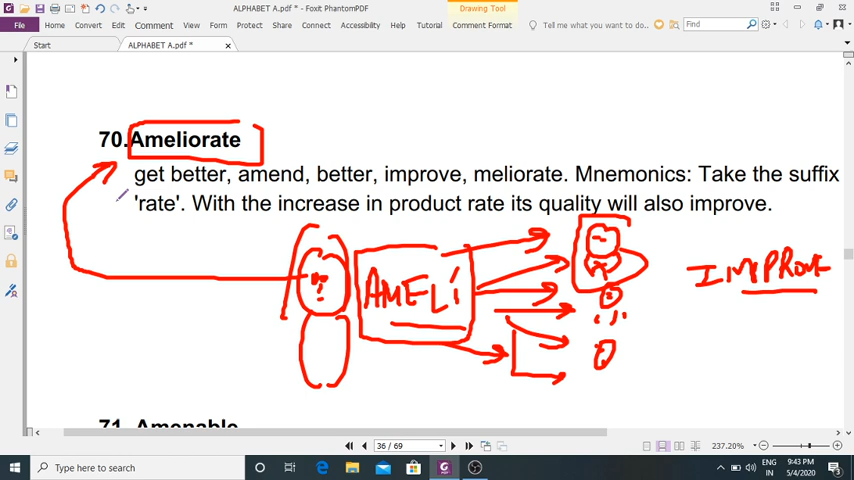 ALPHABET A.pdf * - Foxit PhantomPDF
Drawing Tool
File Home Convert Edit Comment View Form Protect Share Connect Accessibility Help Tutorial Comment Format
Tell me what you want to do..
Find
Start
ALPHABET A.pdf *
70.Ameliorate
get better, amend, better, improve, meliorate. Mnemonics: Take the suffix
'rate'. With the increase in product rate its quality will also improve.
AMELi
IMPROVE
71. Amenable
36 / 69
237.20%
Type here to search
ENG
IN
9:43 PM
5/4/2020
3